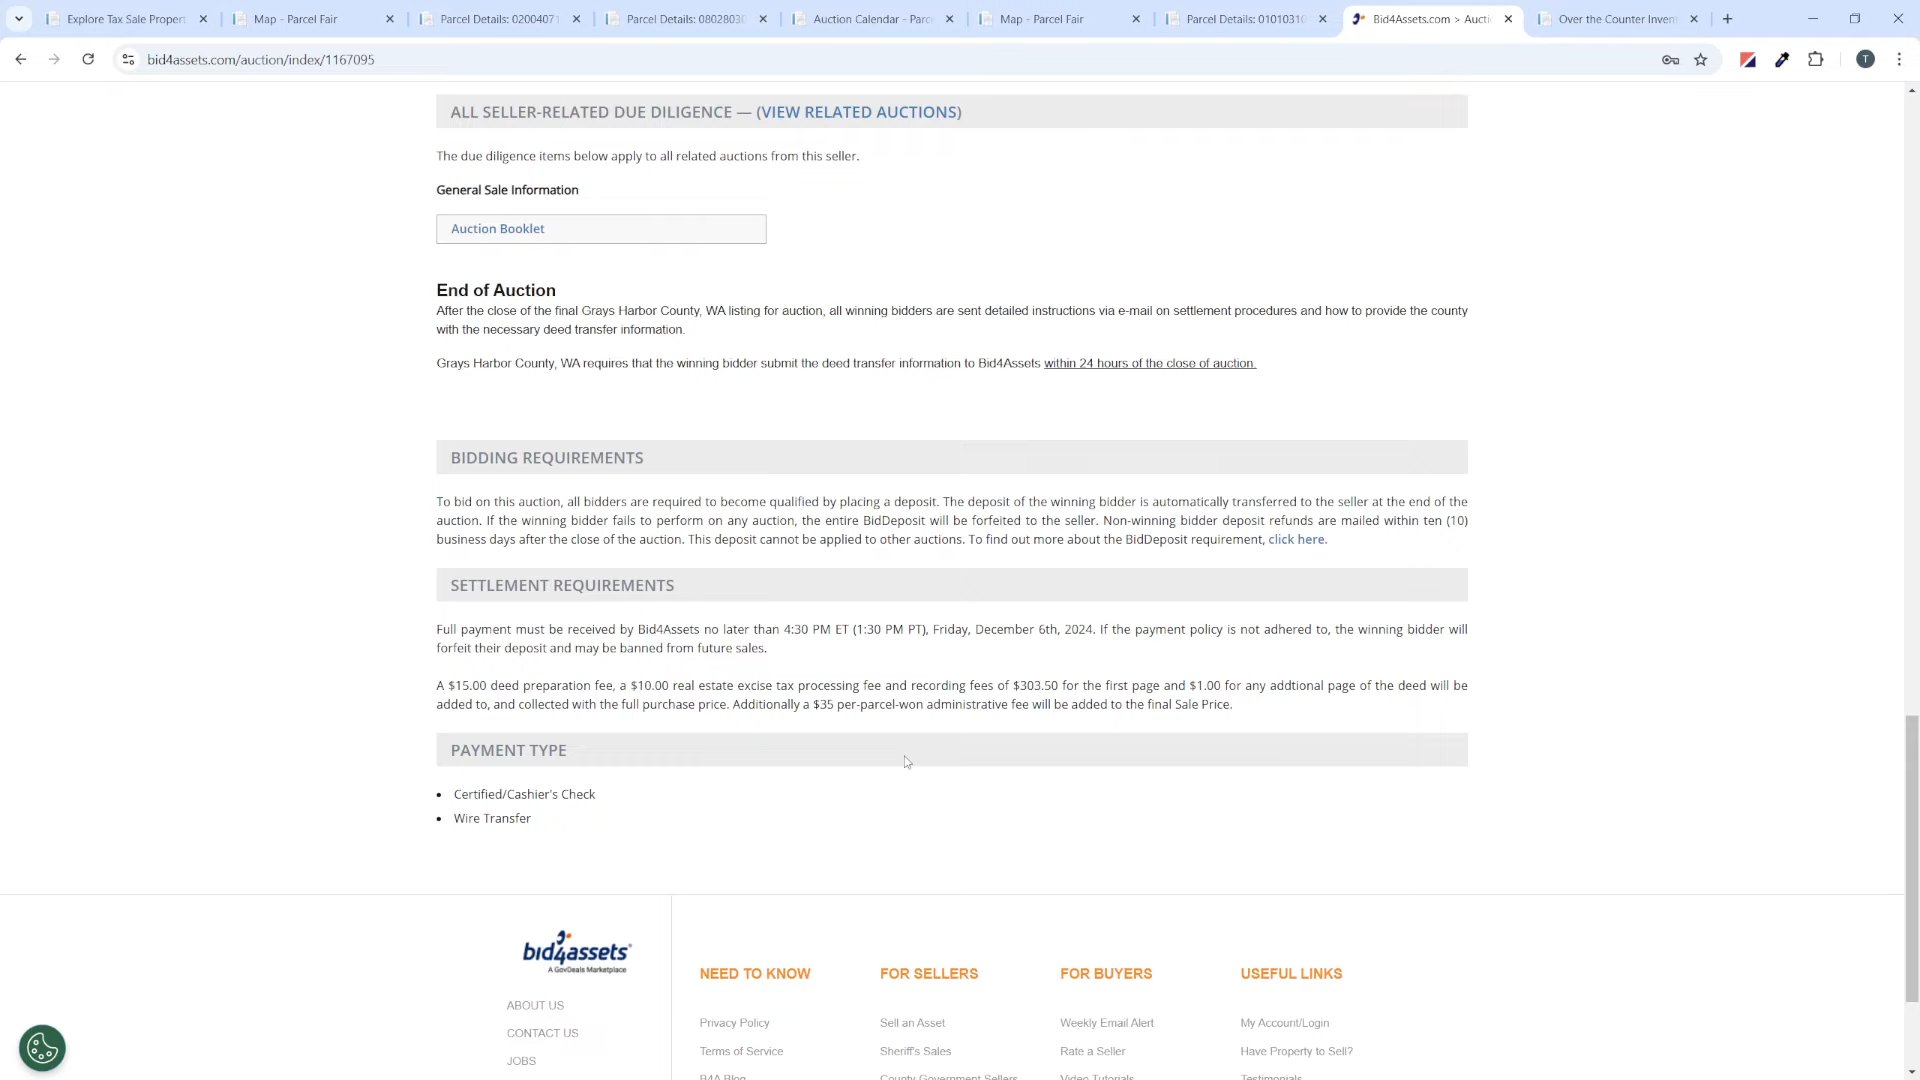 Explore Tax Sale Propert
Map - Parcel Fair
Parcel Details: 02004071
Parcel Details: 08028030
Auction Calendar - Parce
Map - Parcel Fair
Parcel Details: 01010310
Bid4Assets.com > Aucti
Over the Counter Inven
bid4assets.com/auction/index/1167095
T
ALL SELLER-RELATED DUE DILIGENCE — (VIEW RELATED AUCTIONS)
The due diligence items below apply to all related auctions from this seller.
General Sale Information
Auction Booklet
End of Auction
After the close of the final Grays Harbor County, WA listing for auction, all winning bidders are sent detailed instructions via e-mail on settlement procedures and how to provide the county
with the necessary deed transfer information.
Grays Harbor County, WA requires that the winning bidder submit the deed transfer information to Bid4Assets within 24 hours of the close of auction.
BIDDING REQUIREMENTS
To bid on this auction, all bidders are required to become qualified by placing a deposit. The deposit of the winning bidder is automatically transferred to the seller at the end of the
auction. If the winning bidder fails to perform on any auction, the entire BidDeposit will be forfeited to the seller. Non-winning bidder deposit refunds are mailed within ten (10)
business days after the close of the auction. This deposit cannot be applied to other auctions. To find out more about the BidDeposit requirement, click here.
SETTLEMENT REQUIREMENTS
Full payment must be received by Bid4Assets no later than 4:30 PM ET (1:30 PM PT), Friday, December 6th, 2024. If the payment policy is not adhered to, the winning bidder will
forfeit their deposit and may be banned from future sales.
A $15.00 deed preparation fee, a $10.00 real estate excise tax processing fee and recording fees of $303.50 for the first page and $1.00 for any addtional page of the deed will be
added to, and collected with the full purchase price. Additionally a $35 per-parcel-won administrative fee will be added to the final Sale Price.
PAYMENT TYPE
• Certified/Cashier's Check
• Wire Transfer
bid4assets
A GovDeals Marketplace
ABOUT US
CONTACT US
JOBS
NEED TO KNOW
Privacy Policy
Terms of Service
B4A Blog
FOR SELLERS
Sell an Asset
Sheriff's Sales
County Government Sellers
FOR BUYERS
Weekly Email Alert
Rate a Seller
Video Tutorials
USEFUL LINKS
My Account/Login
Have Property to Sell?
Testimonials